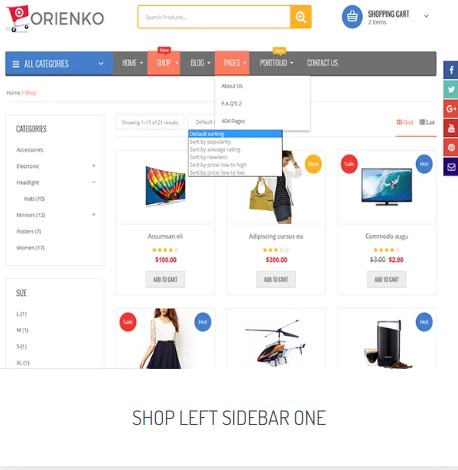 ORIENKO
Search Products...
SHOPPING CART
2 items
ALL CATEGORIES
HOME
New
SHOP
BLOG
PAGES
PORTFOLIO
CONTACT US
About Us
F.A.Q'S 2
404 Pages
Home / Shop
CATEGORIES
Accessories
Electronic
Headlight
Hats (10)
Mirrors (12)
Posters (7)
Women (17)
Showing 1–15 of 21 results
Default
Grid
List
Default sorting
Sort by popularity
Sort by average rating
Sort by newness
Sort by price: low to high
Sort by price: low to low
New
Hot
Accumsan eli
$100.00
ADD TO CART
Adipiscing cursus eu
$300.00
ADD TO CART
Commodo augu
$3.00 $2.00
ADD TO CART
SIZE
L (1)
M (1)
S (1)
XL (1)
Sale
Hot
Sale
Hot
SHOP LEFT SIDEBAR ONE